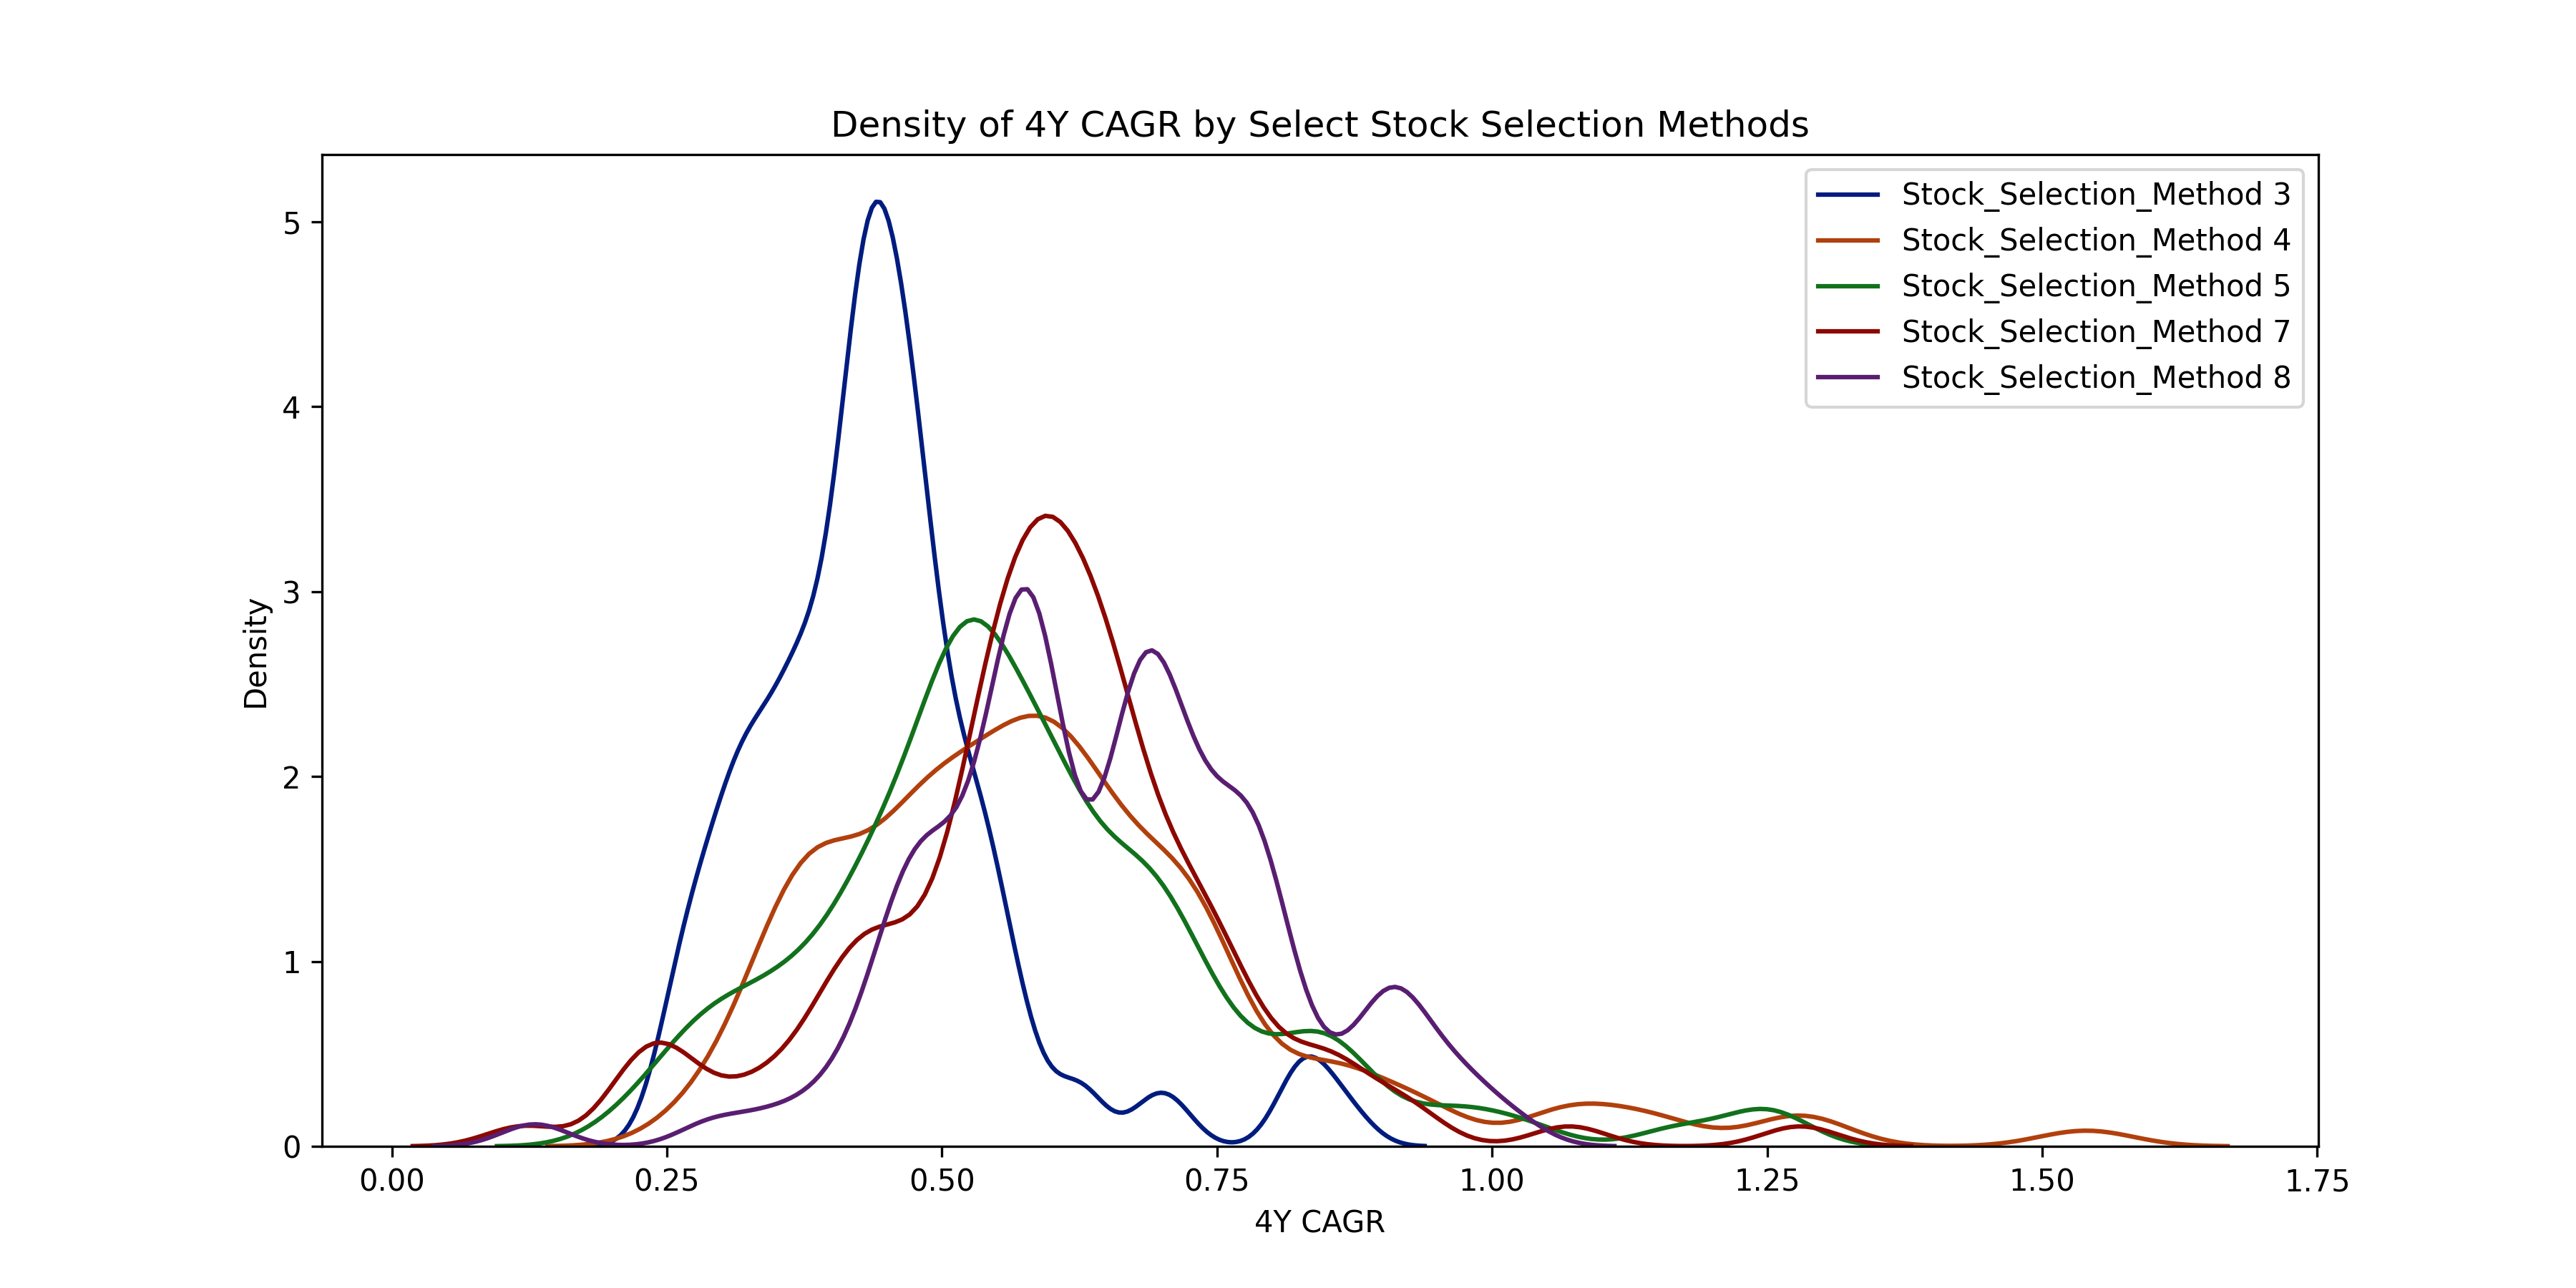 Density of 4Y CAGR by Select Stock Selection Methods
Stock_Selection_Method 3
Stock_Selection_Method 4
Stock_Selection_Method 5
Stock_Selection_Method 7
Stock_Selection_Method 8
Density
5
4
3
2
1
0
0.00 0.25 0.50 0.75 1.00 1.25 1.50 1.75
4Y CAGR